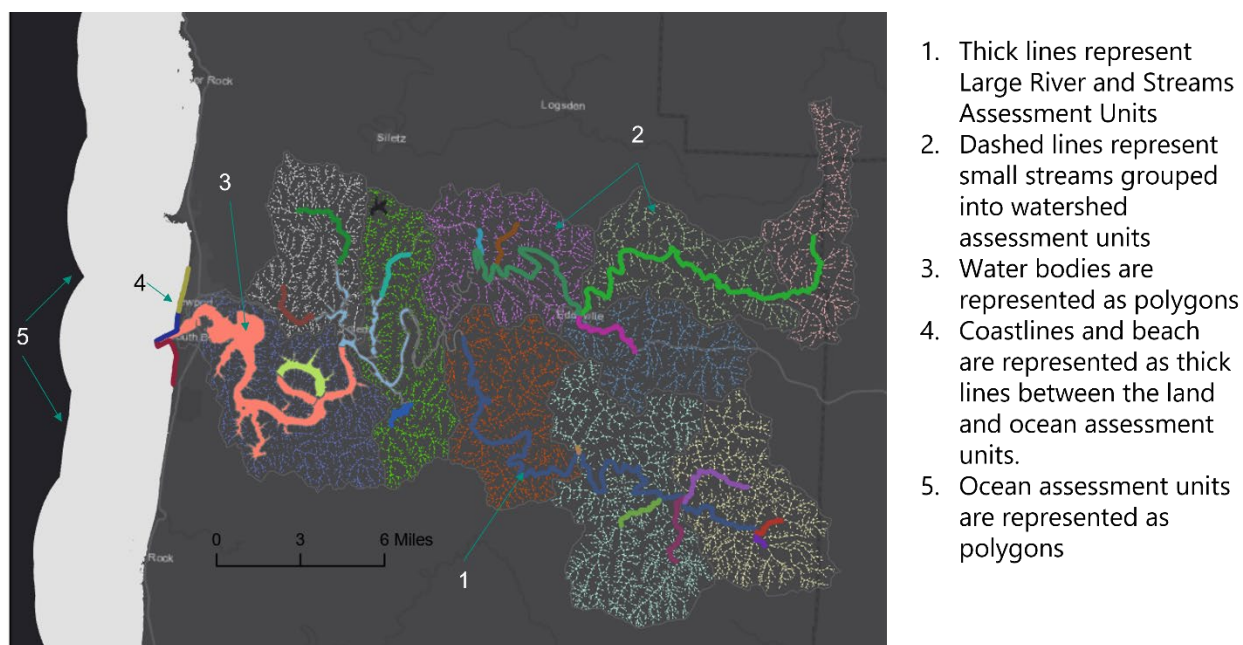 er Rock
Logsden
Siletz
2
3
4
5
0 3 6 Miles
Rock
1
1. Thick lines represent
Large River and Streams
Assessment Units
2. Dashed lines represent
small streams grouped
into watershed
assessment units
3. Water bodies are
represented as polygons
4. Coastlines and beach
are represented as thick
lines between the land
and ocean assessment
units.
5. Ocean assessment units
are represented as
polygons